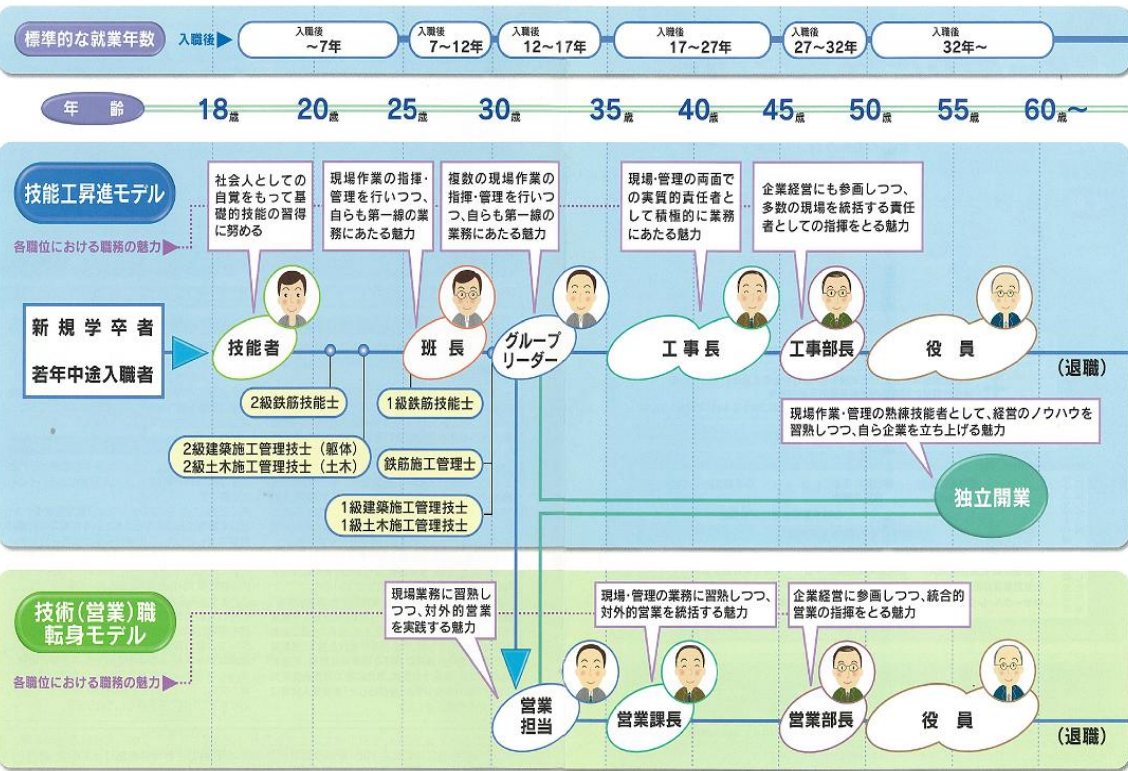 標準的な就業年数
入職後
入職後
～7年
入職後
7～12年
入職後
12～17年
入職後
17～27年
入職後
27～32年
入職後
32年～
年 齢
18歳
20歳
25歳
30歳
35歳
40歳
45歳
50歳
55歳
60歳～
技能工昇進モデル
各職位における職務の魅力
社会人としての
自覚をもって基
礎的技能の習得
に努める
現場作業の指揮・
管理を行いつつ、
自らも第一線の業
務にあたる魅力
複数の現場作業の
指揮・管理を行いつ
つ、自らも第一線の
業務にあたる魅力
現場・管理の両面で
の実質的責任者と
して積極的に業務
にあたる魅力
企業経営にも参画しつつ、
多数の現場を統括する責任
者としての指揮をとる魅力
新規学卒者
若年中途入職者
技能者
班長
グループ
リーダー
工事長
工事部長
役員
(退職)
2級鉄筋技能士
1級鉄筋技能士
2級建築施工管理技士（躯体）
2級土木施工管理技士（土木）
鉄筋施工管理士
1級建築施工管理技士
1級土木施工管理技士
現場作業・管理の熟練技能者として、経営のノウハウを
習熟しつつ、自ら企業を立ち上げる魅力
独立開業
技術(営業)職
転身モデル
各職位における職務の魅力
現場業務に習熟し
つつ、対外的営業
を実践する魅力
現場・管理の業務に習熟しつつ、
対外的営業を統括する魅力
企業経営に参画しつつ、統合的
営業の指揮をとる魅力
営業
担当
営業課長
営業部長
役員
(退職)